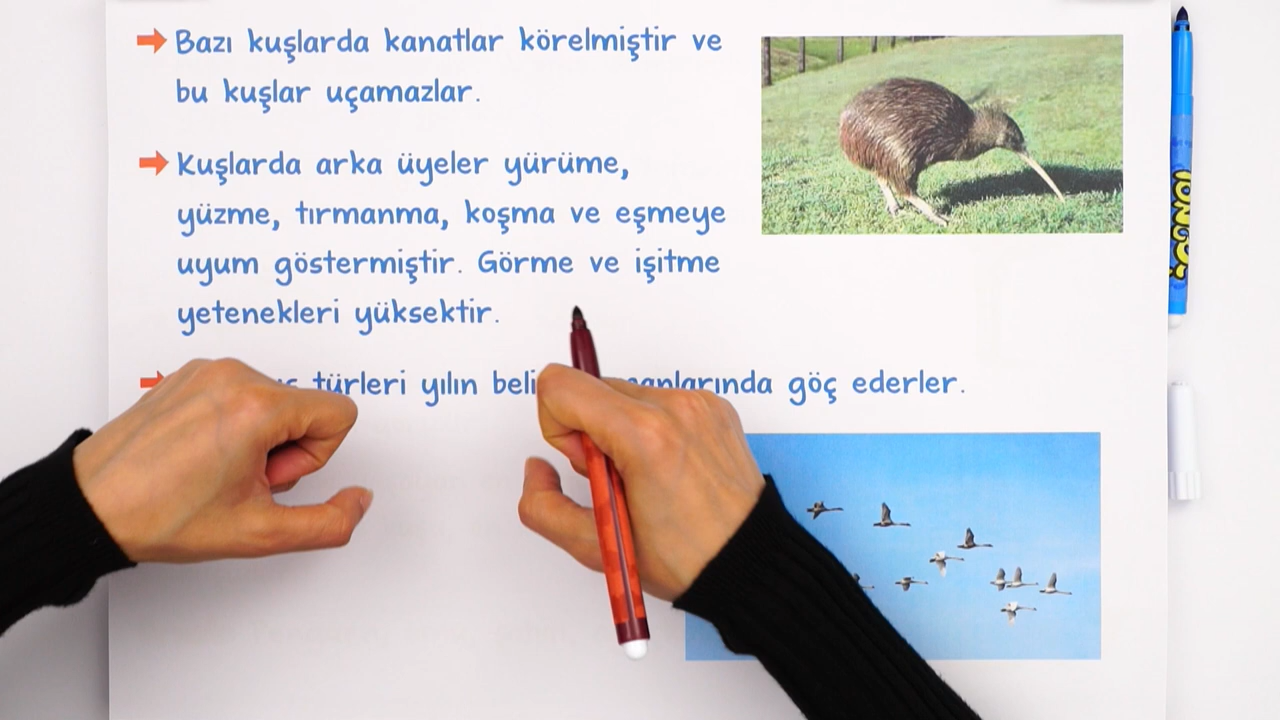 Bazı kuşlarda kanatlar körelmiştir ve
bu kuşlar uçamazlar.
Kuşlarda arka üyeler yürüme,
yüzme, tırmanma, koşma ve eşmeye
uyum göstermiştir. Görme ve işitme
yetenekleri yüksektir.
türleri yılın göç ederler.